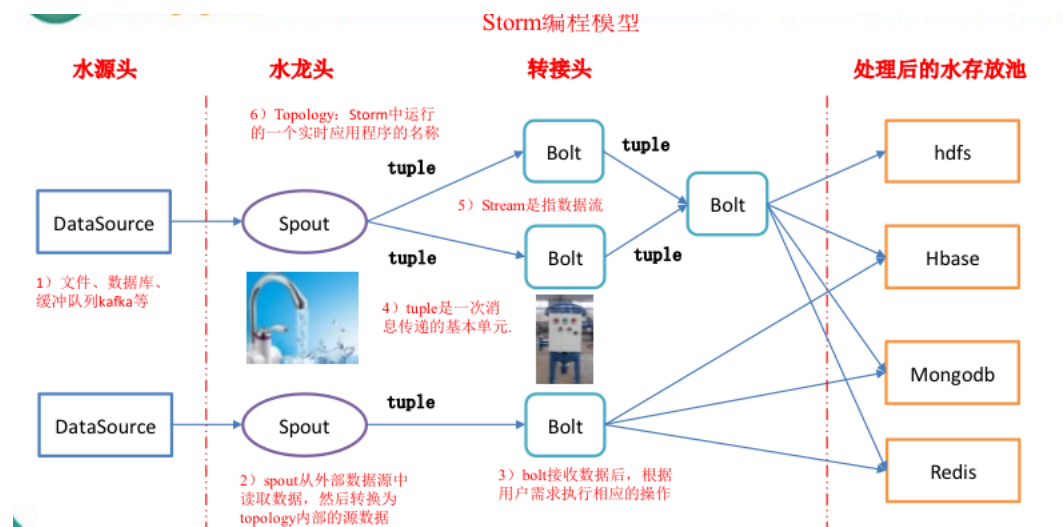 Storm编程模型
水源头
水龙头
转接头
处理后的水存放池
6）Topology：Storm中运行
的一个实时应用程序的名称
tuple
Bolt
tuple
hdfs
DataSource
Spout
5）Stream是指数据流
Bolt
tuple
Bolt
tuple
Hbase
1）文件、数据库、
缓冲队列kafka等
4）tuple是一次消
息传递的基本单元.
Mongodb
DataSource
Spout
tuple
Bolt
Redis
2）spout从外部数据源中
读取数据，然后转换为
topology内部的源数据
3）bolt接收数据后，根据
用户需求执行相应的操作